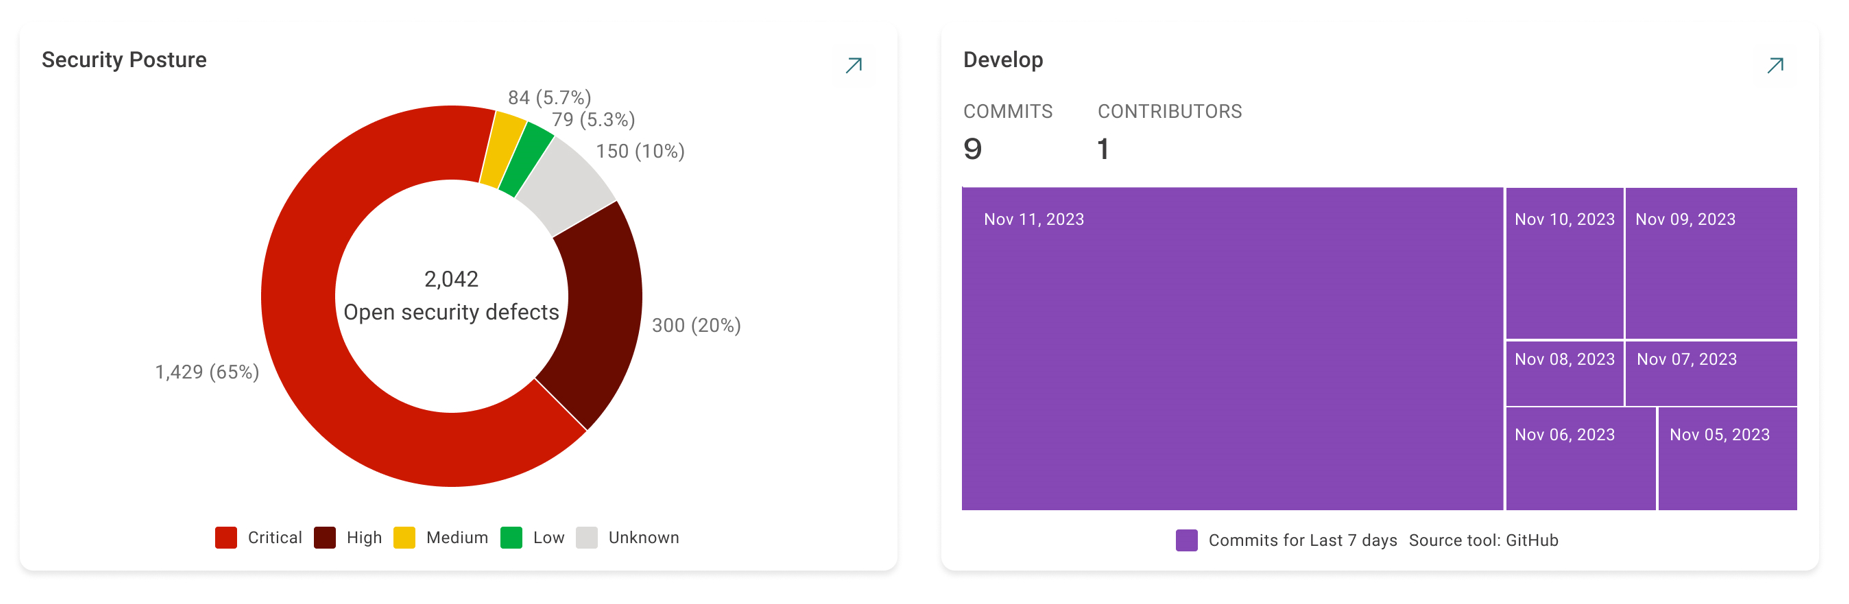 Security Posture
84 (5.7%)
79 (5.3%)
150 (10%)
2,042
Open security defects
300 (20%)
1,429 (65%)
Critical High Medium Low Unknown
Develop
COMMITS CONTRIBUTORS
9 1
Nov 11, 2023 Nov 10, 2023 Nov 09, 2023
Nov 08, 2023 Nov 07, 2023
Nov 06, 2023 Nov 05, 2023
Commits for Last 7 days Source tool: GitHub